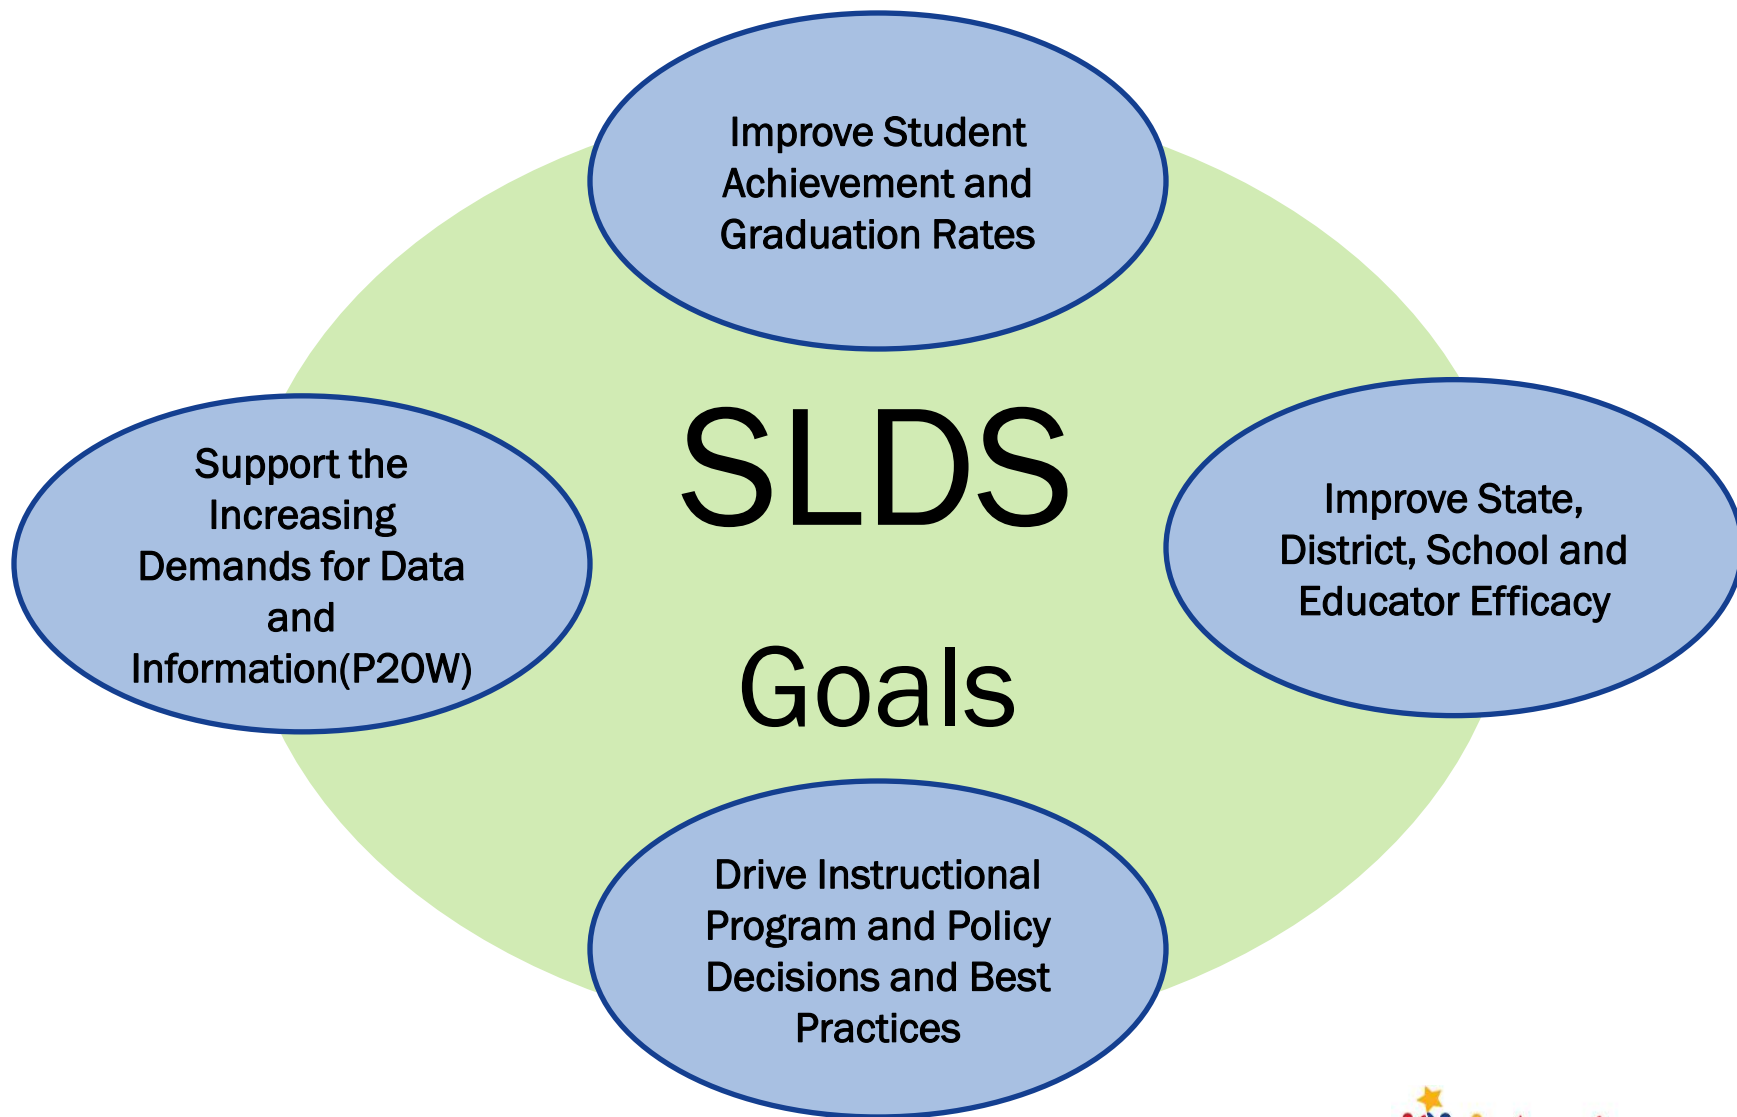 Improve Student
Achievement and
Graduation Rates
SLDS
Goals
Support the
Increasing
Demands for Data
and
Information(P20W)
Improve State,
District, School and
Educator Efficacy
Drive Instructional
Program and Policy
Decisions and Best
Practices